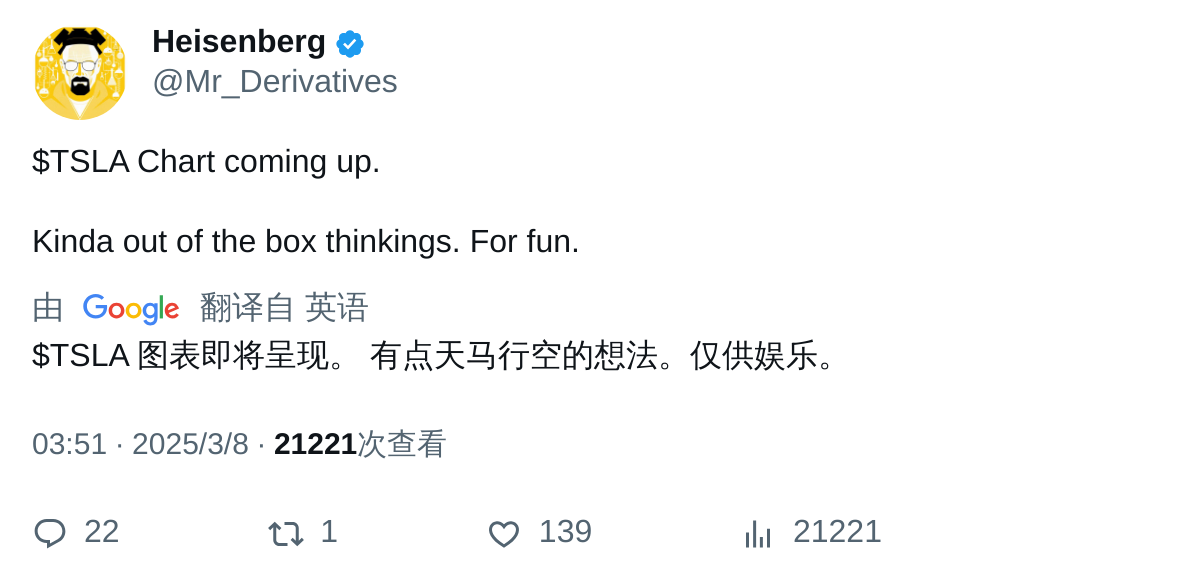 Heisenberg
@Mr_Derivatives
$TSLA Chart coming up.
Kinda out of the box thinkings. For fun.
由 Google 翻译自 英语
$TSLA 图表即将呈现。 有点天马行空的想法。仅供娱乐。
03:51 · 2025/3/8 · 21221次查看
22 1 139 21221